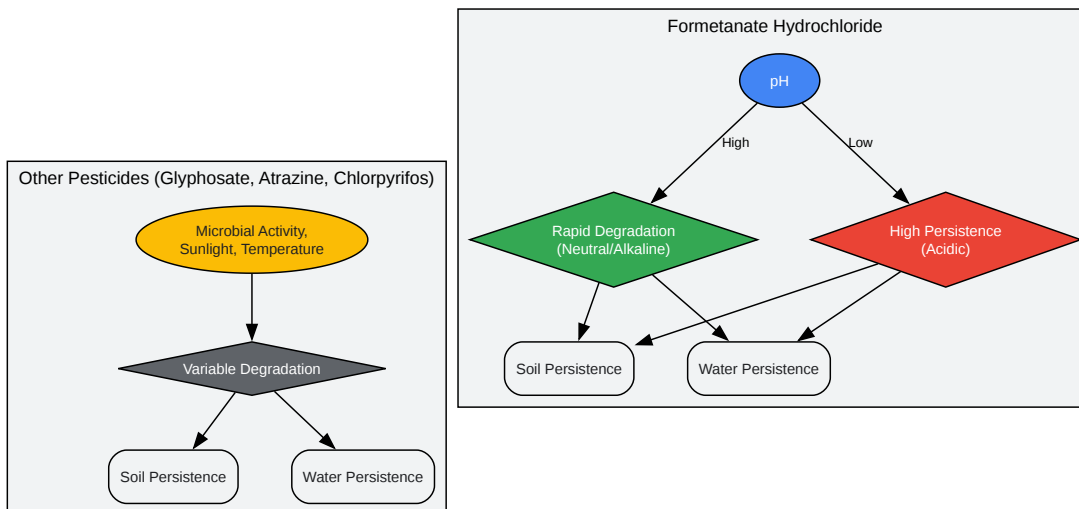 Formetanate Hydrochloride
pH
High
Low
Rapid Degradation
(Neutral/Alkaline)
High Persistence
(Acidic)
Soil Persistence
Water Persistence
Other Pesticides (Glyphosate, Atrazine, Chlorpyrifos)
Microbial Activity,
Sunlight, Temperature
Variable Degradation
Soil Persistence
Water Persistence